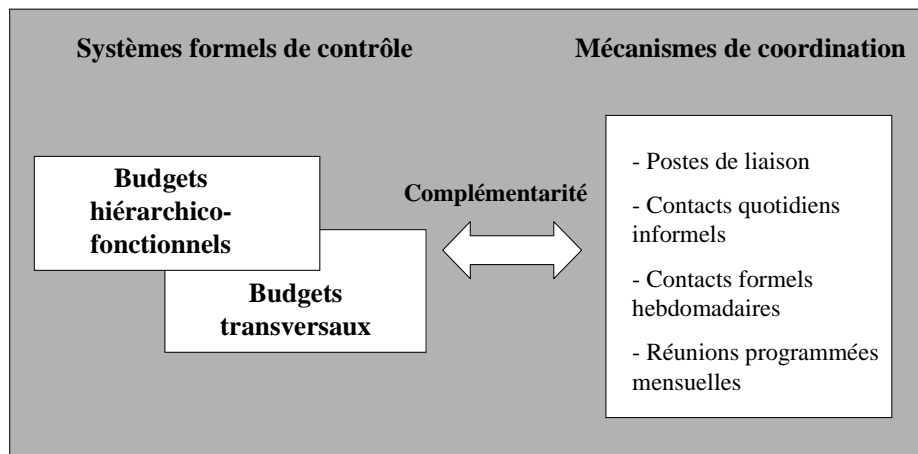 Systèmes formels de contrôle
Mécanismes de coordination
Budgets
hiérarchico-
fonctionnels
Budgets
transversaux
Complémentarité
- Postes de liaison
- Contacts quotidiens
informels
- Contacts formels
hebdomadaires
- Réunions programmées
mensuelles